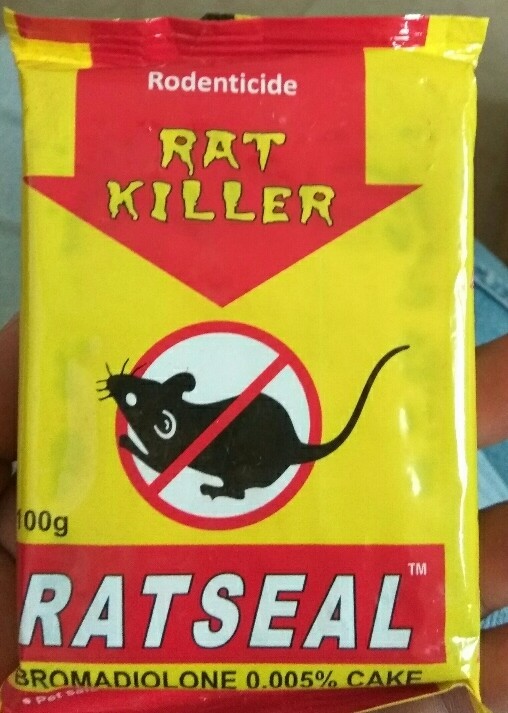 Rodenticide
RAT
KILLER
100g
RATSEAL™
BROMADIOLONE 0.005% CAKE